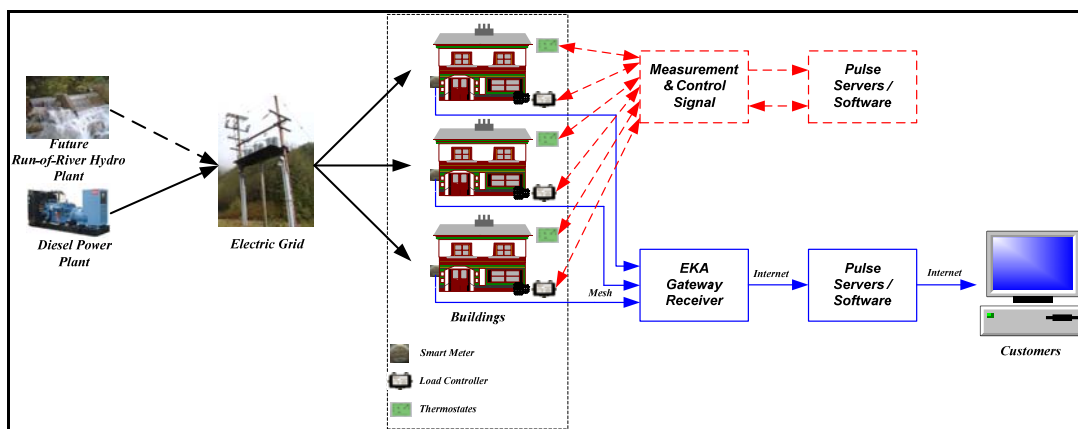 Future
Run-of-River Hydro
Plant
Diesel Power
Plant
Electric Grid
Buildings
Smart Meter
Load Controller
Thermostates
Measurement
& Control
Signal
Pulse
Servers /
Software
Mesh
EKA
Gateway
Receiver
Internet
Pulse
Servers /
Software
Internet
Customers